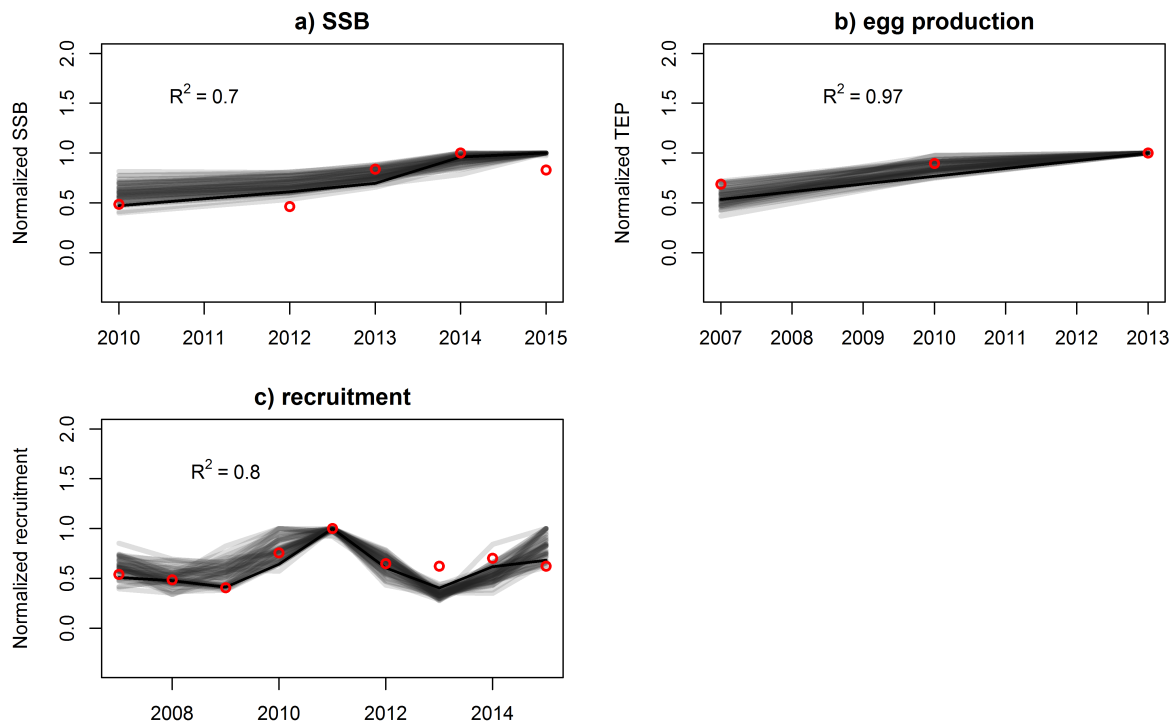 a) SSB
Normalized SSB
2.0
1.5
1.0
0.5
0.0
R² = 0.7
2010 2011 2012 2013 2014 2015
b) egg production
Normalized TEP
2.0
1.5
1.0
0.5
0.0
R² = 0.97
2007 2008 2009 2010 2011 2012 2013
c) recruitment
Normalized recruitment
2.0
1.5
1.0
0.5
0.0
R² = 0.8
2008 2010 2012 2014